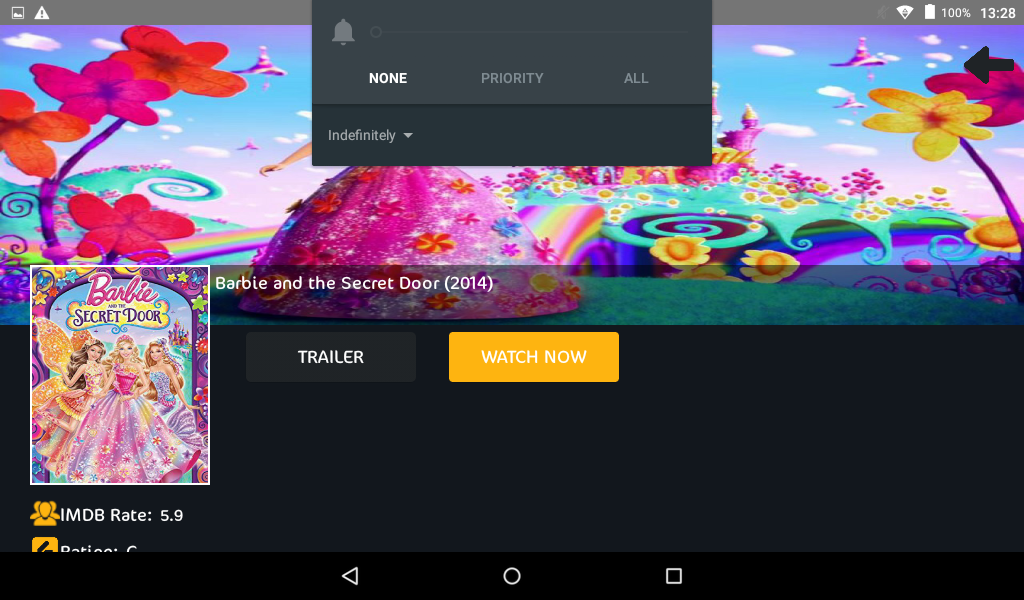 100% 13:28
NONE PRIORITY ALL
Indefinitely
Barbie and the Secret Door (2014)
Barbie
AND THE
SECRET DOOR
TRAILER WATCH NOW
IMDB Rate: 5.9